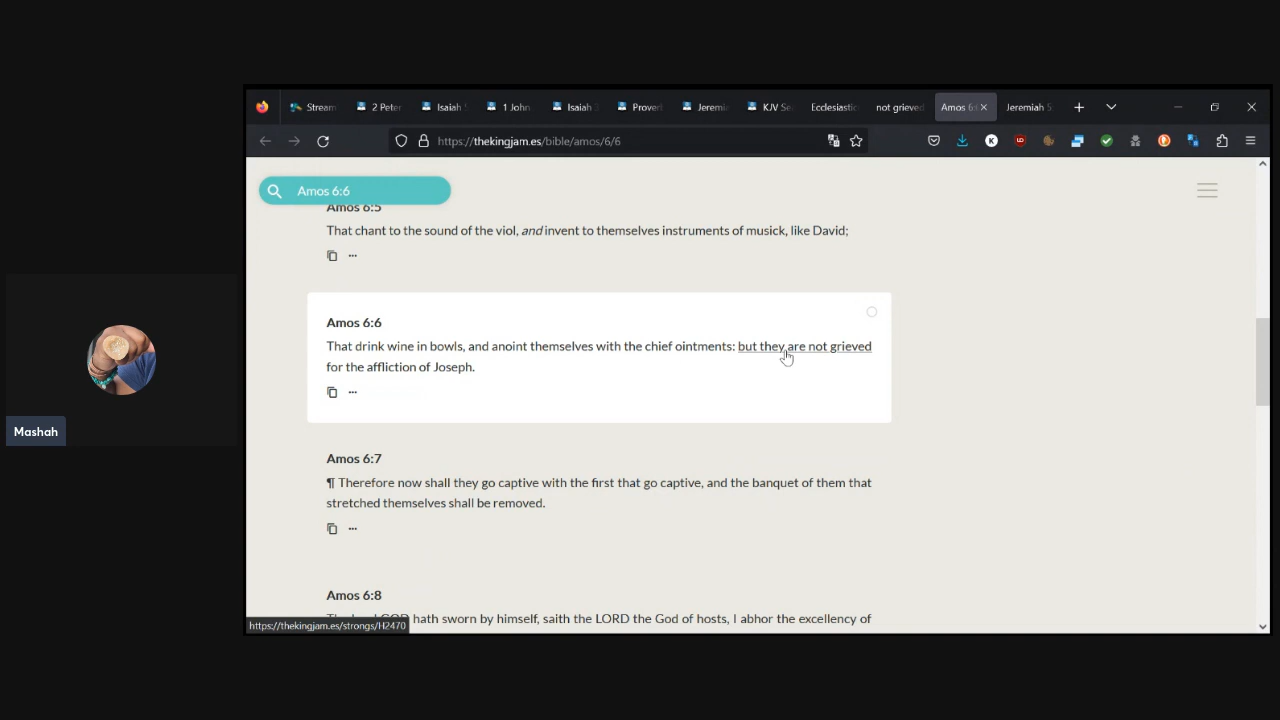 Stream
2 Peter
Isaiah
1 John
Isaiah
Prover
Jeremia
KJV Se
Ecclesiastic
not grieved
Amos 6:
Jeremiah 5
https://thekingjam.es/bible/amos/6/6
Amos 6:6
Amos 6:5
That chant to the sound of the viol, and invent to themselves instruments of musick, like David;
Amos 6:6
That drink wine in bowls, and anoint themselves with the chief ointments: but they are not grieved
for the affliction of Joseph.
Mashah
Amos 6:7
¶ Therefore now shall they go captive with the first that go captive, and the banquet of them that
stretched themselves shall be removed.
Amos 6:8
The Lord GOD hath sworn by himself, saith the LORD the God of hosts, I abhor the excellency of
https://thekingjam.es/strongs/H2470